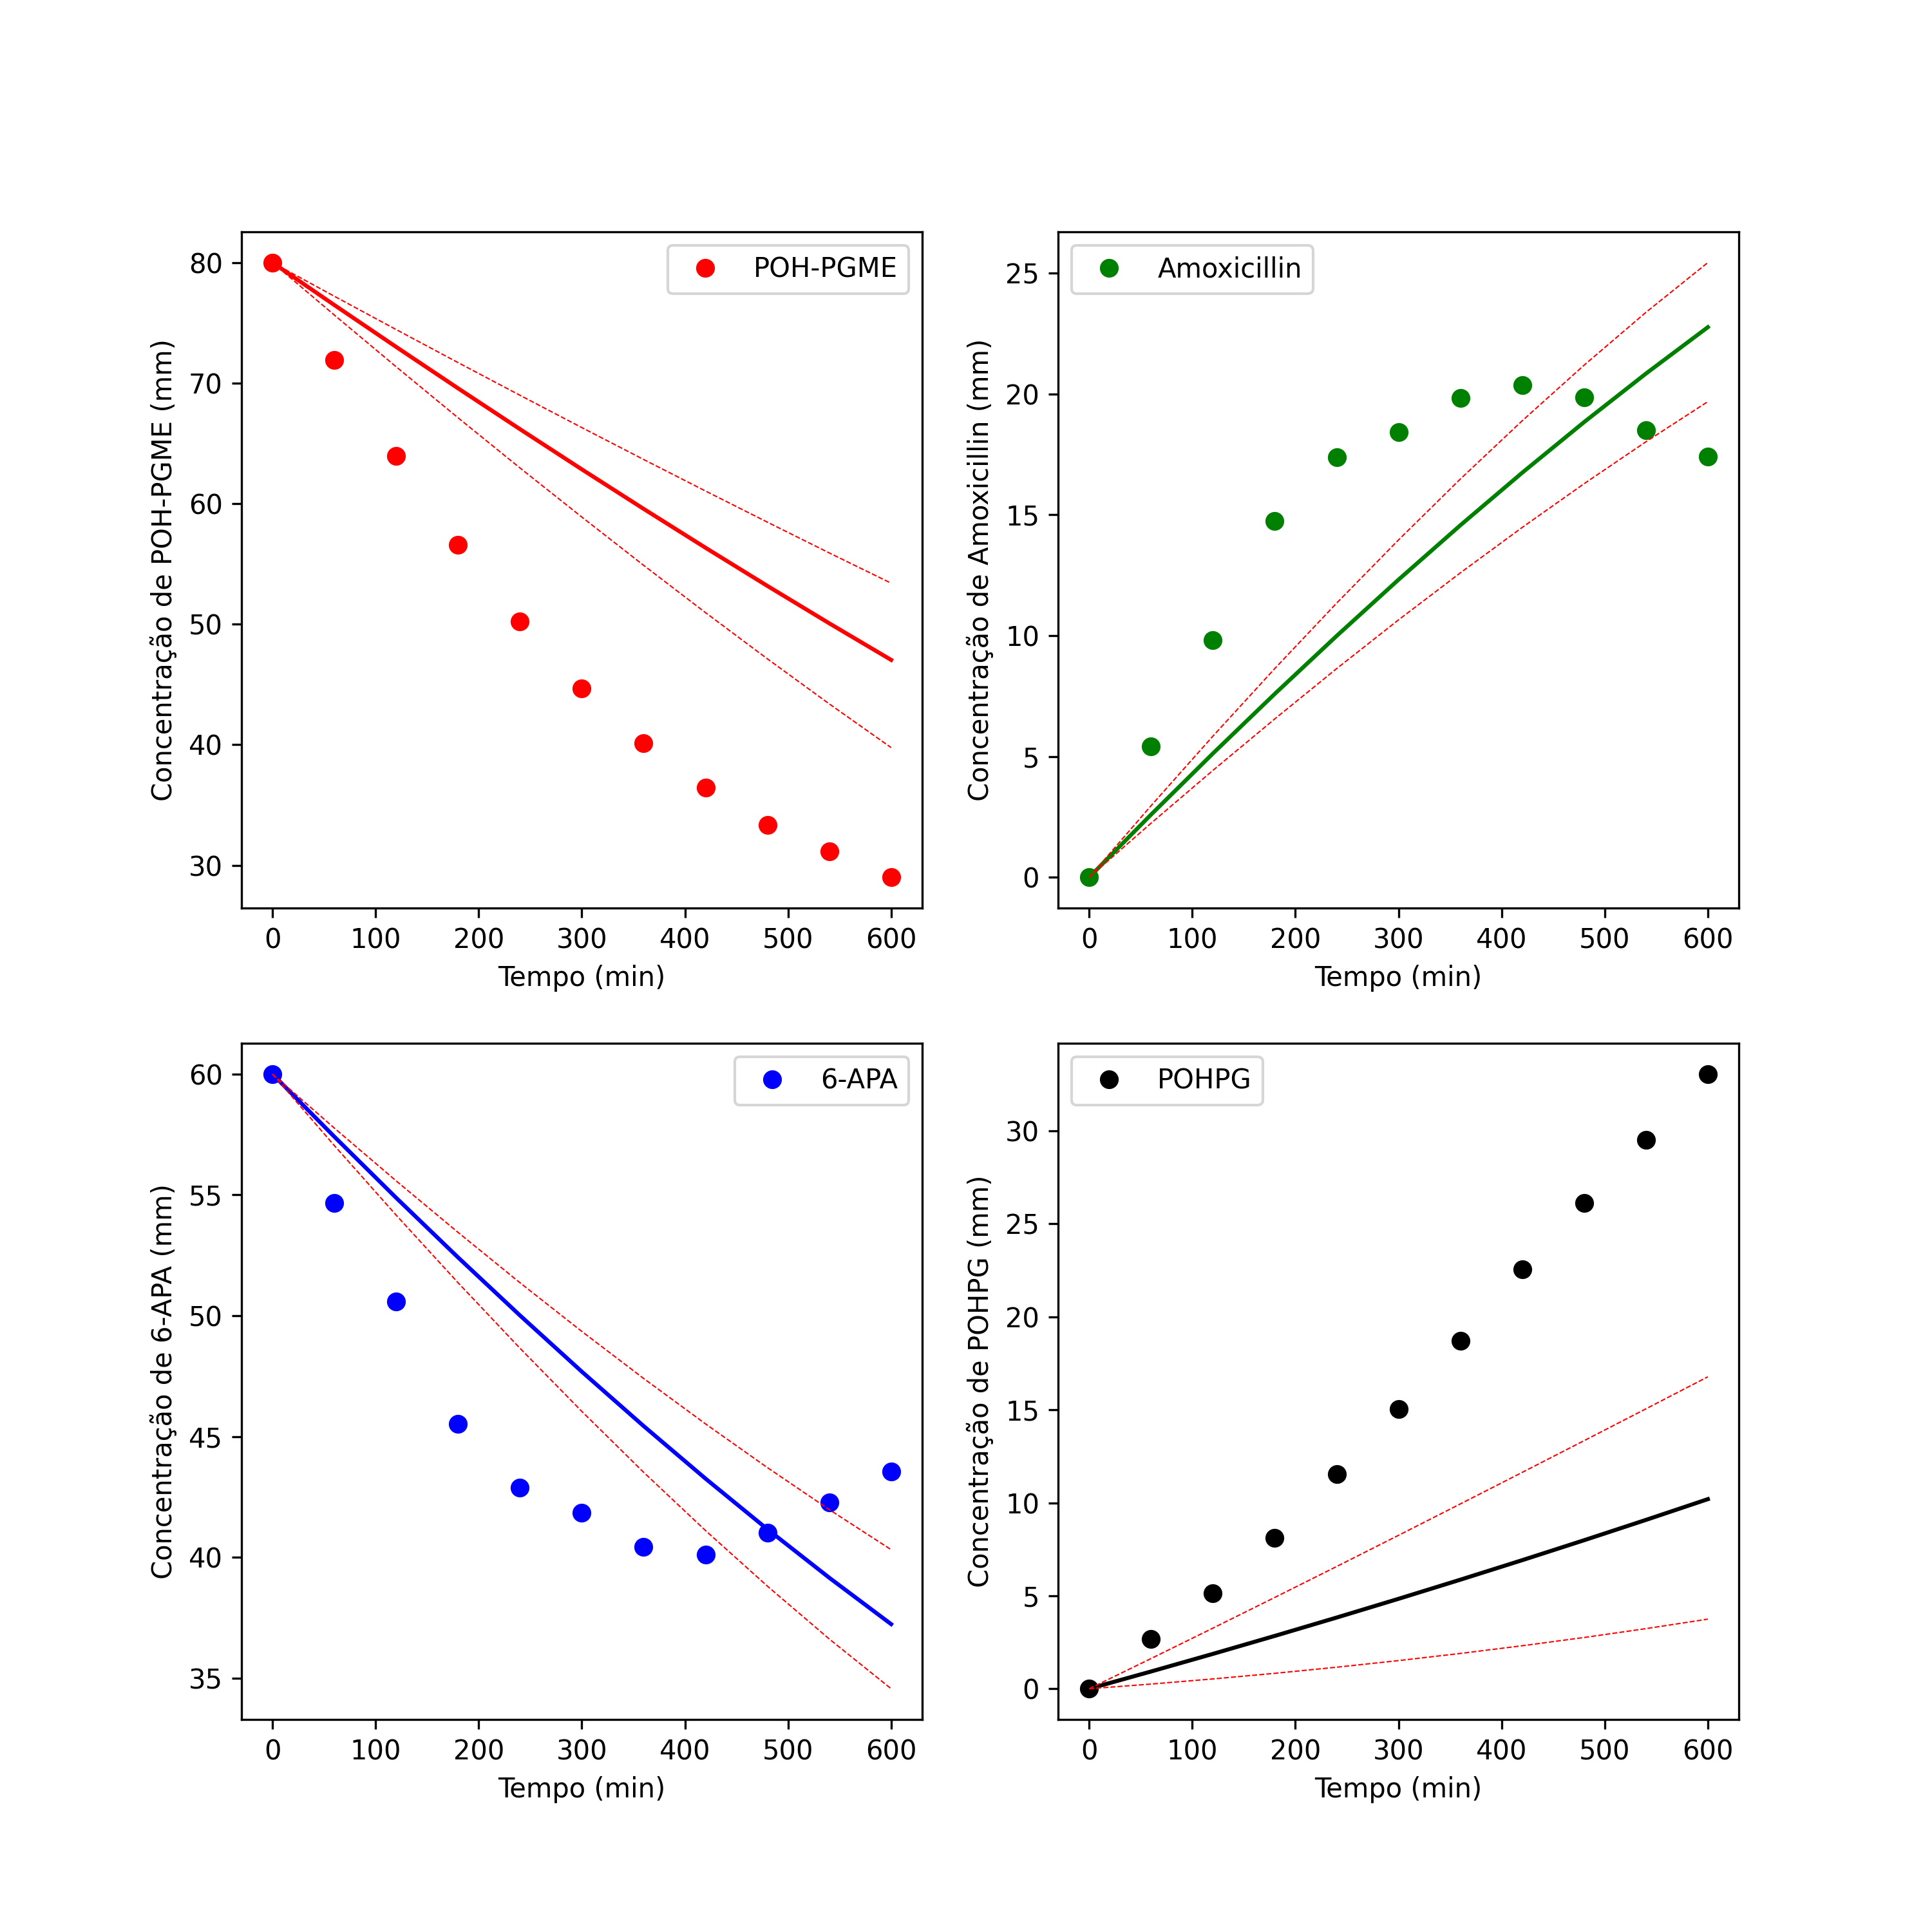 POH-PGME
Concentração de POH-PGME (mm)
80
70
60
50
40
30
0 100 200 300 400 500 600
Tempo (min)
Amoxicillin
Concentração de Amoxicillin (mm)
25
20
15
10
5
0
0 100 200 300 400 500 600
Tempo (min)
6-APA
Concentração de 6-APA (mm)
60
55
50
45
40
35
0 100 200 300 400 500 600
Tempo (min)
POHPG
Concentração de POHPG (mm)
30
25
20
15
10
5
0
0 100 200 300 400 500 600
Tempo (min)